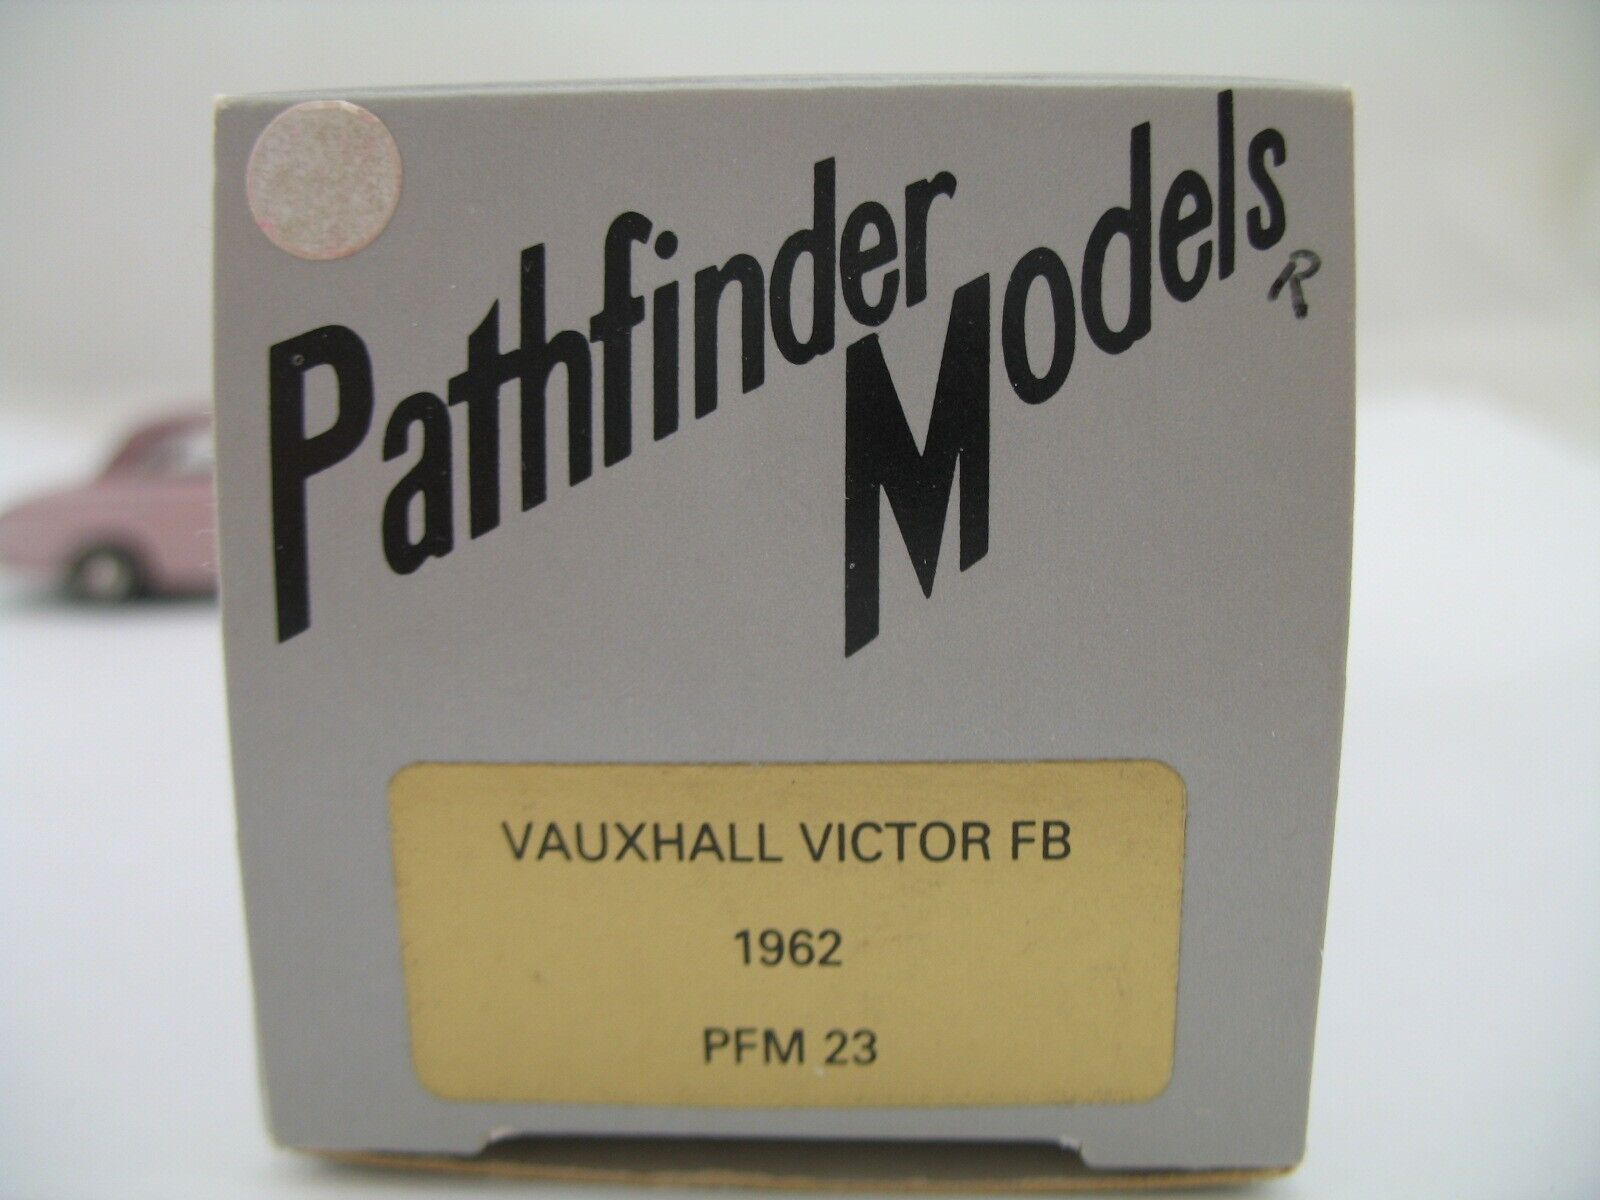 Pathfinder
Models
R
VAUXHALL VICTOR FB
1962
PFM 23